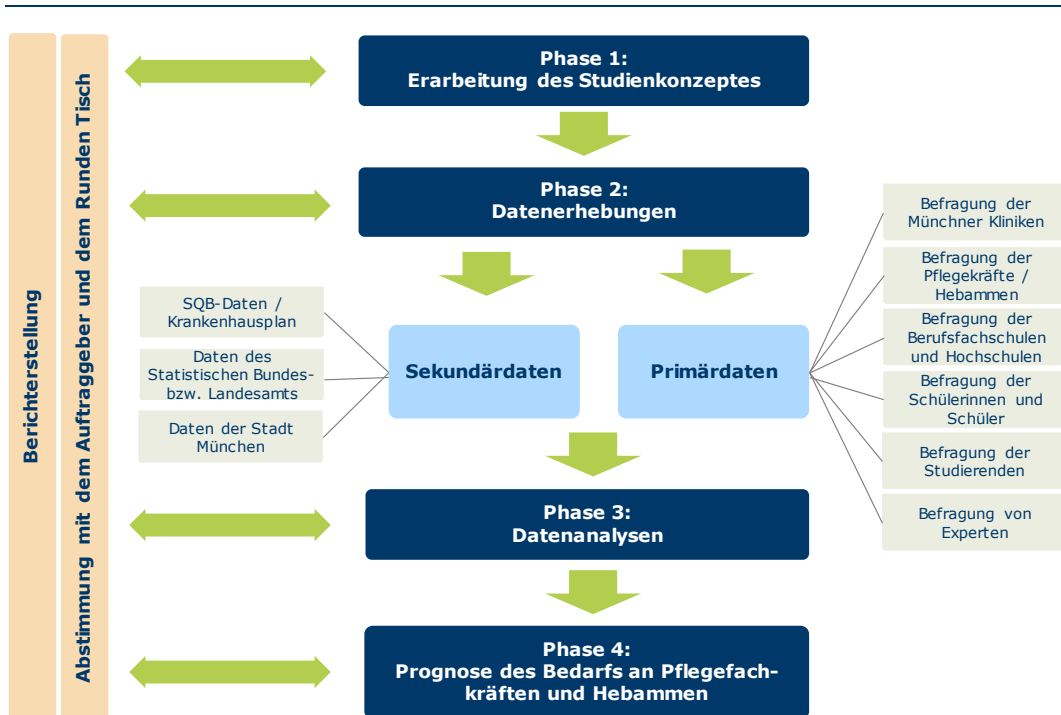 Berichterstellung
Abstimmung mit dem Auftraggeber und dem Runden Tisch
Phase 1:
Erarbeitung des Studienkonzeptes
Phase 2:
Datenerhebungen
SQB-Daten /
Krankenhausplan
Daten des
Statistischen Bundes-
bzw. Landesamts
Daten der Stadt
München
Sekundärdaten
Primärdaten
Befragung der
Münchner Kliniken
Befragung der
Pflegekräfte /
Hebammen
Befragung der
Berufsfachschulen
und Hochschulen
Befragung der
Schülerinnen und
Schüler
Befragung der
Studierenden
Befragung von
Experten
Phase 3:
Datenanalysen
Phase 4:
Prognose des Bedarfs an Pflegefach-
kräften und Hebammen